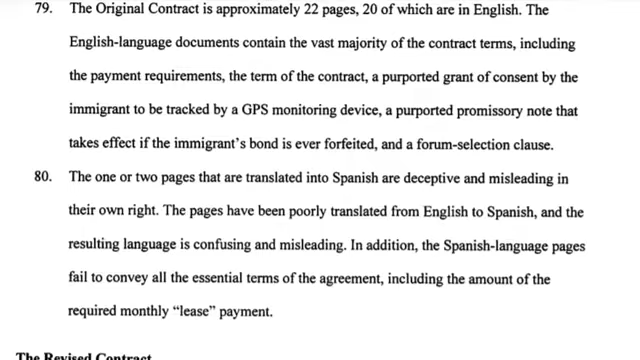 79. The Original Contract is approximately 22 pages, 20 of which are in English. The
English-language documents contain the vast majority of the contract terms, including
the payment requirements, the term of the contract, a purported grant of consent by the
immigrant to be tracked by a GPS monitoring device, a purported promissory note that
takes effect if the immigrant's bond is ever forfeited, and a forum-selection clause.
80. The one or two pages that are translated into Spanish are deceptive and misleading in
their own right. The pages have been poorly translated from English to Spanish, and the
resulting language is confusing and misleading. In addition, the Spanish-language pages
fail to convey all the essential terms of the agreement, including the amount of the
required monthly “lease” payment.
The Revised Contract